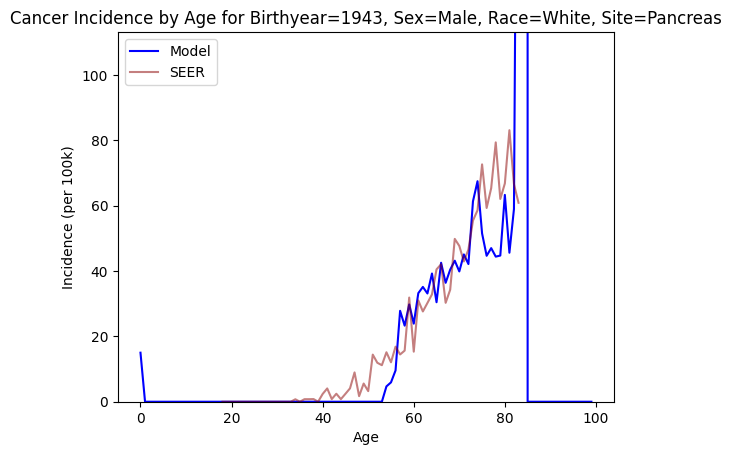 Cancer Incidence by Age for Birthyear=1943, Sex=Male, Race=White, Site=Pancreas
Model
SEER
100
80
60
40
20
0
Incidence (per 100k)
0 20 40 60 80 100
Age